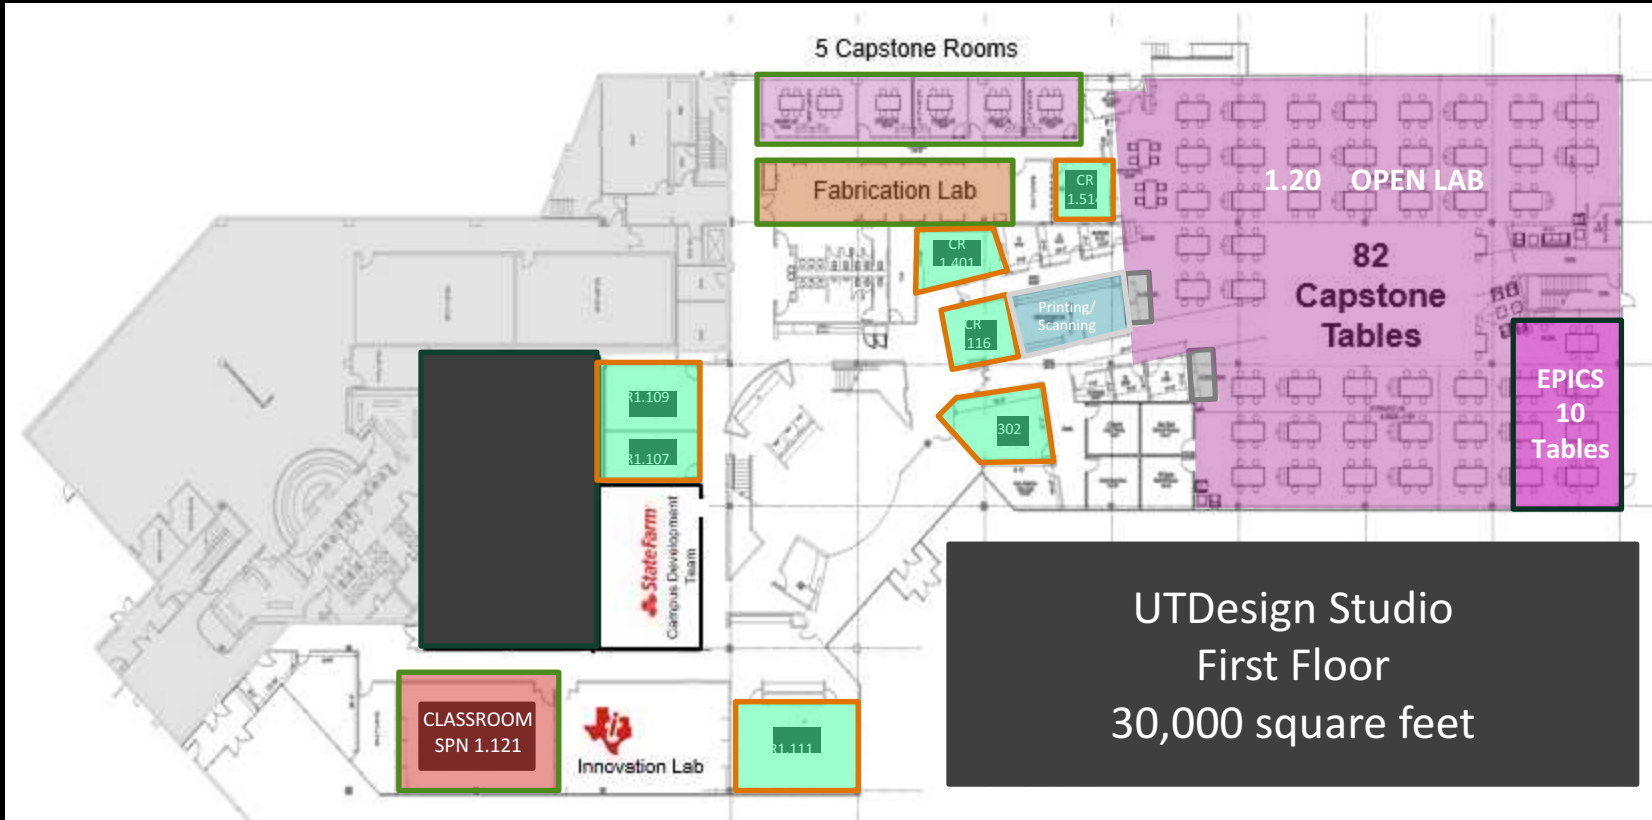 5 Capstone Rooms
Fabrication Lab
CR
1.514
CR
1.401
CR
116
Printing/
Scanning
302
1.20 OPEN LAB
82
Capstone
Tables
EPICS
10
Tables
R1.109
R1.107
StateFarm
Campus Development
Team
CLASSROOM
SPN 1.121
Innovation Lab
R1.111
UTDesign Studio
First Floor
30,000 square feet